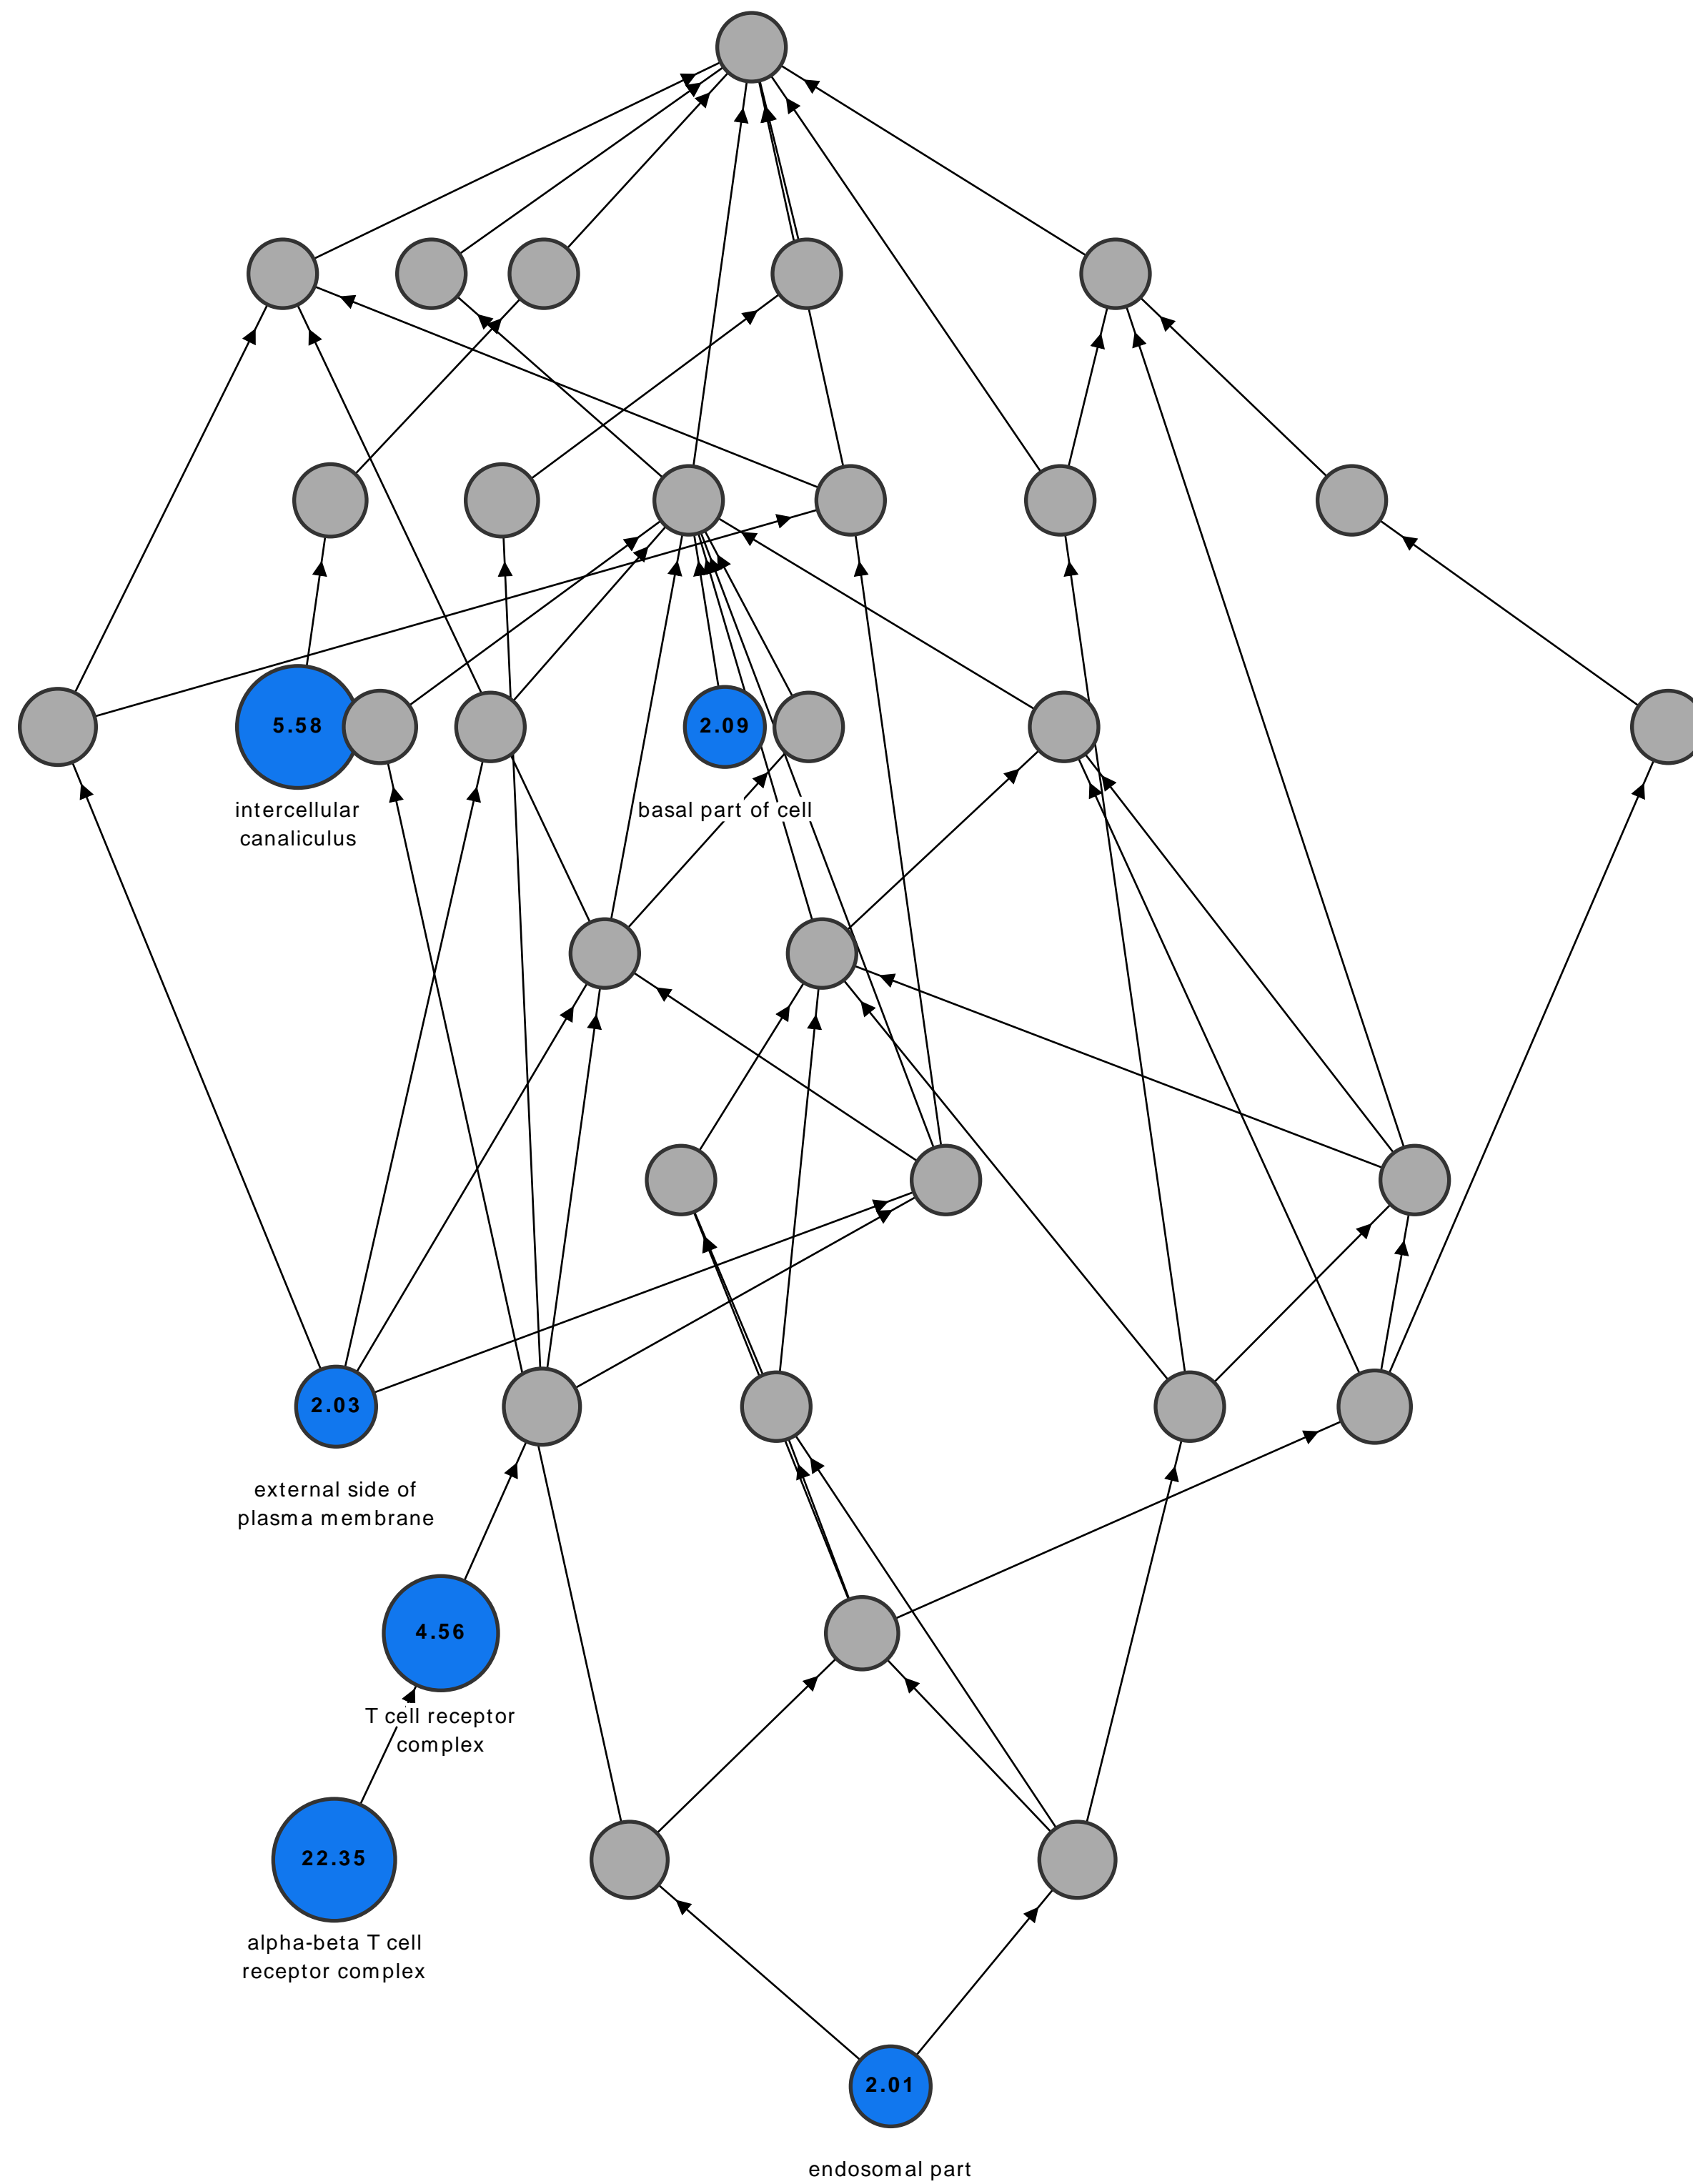 5.58
2.09
intercellular
canaliculus
basal part of cell
2.03
external side of
plasma membrane
4.56
T cell receptor
complex
22.35
alpha-beta T cell
receptor complex
2.01
endosomal part